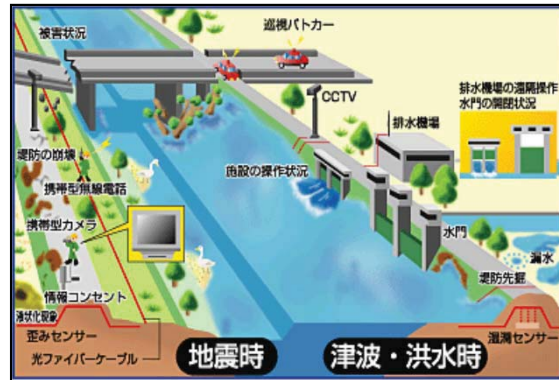 被害状況
巡視パトカー
CCTV
排水機場の遠隔操作
水門の開閉状況
排水機場
堤防の崩壊
施設の操作状況
携帯型無線電話
携帯型カメラ
水門
漏水
堤防先掘
情報コンセント
液状化現象
歪みセンサー
光ファイバーケーブル
地震時
津波・洪水時
湿潤センサー